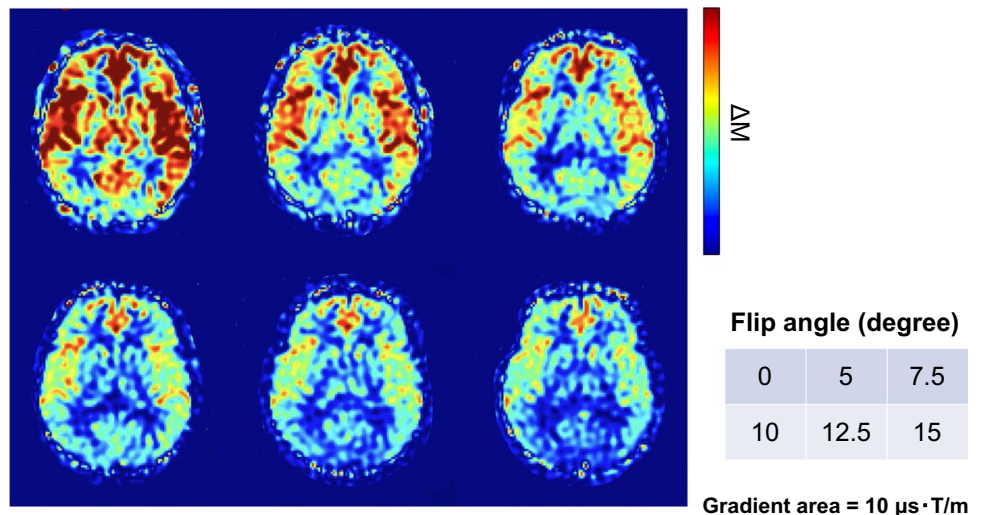 ΔM
Flip angle (degree)
0 5 7.5
10 12.5 15
Gradient area = 10 μs·T/m